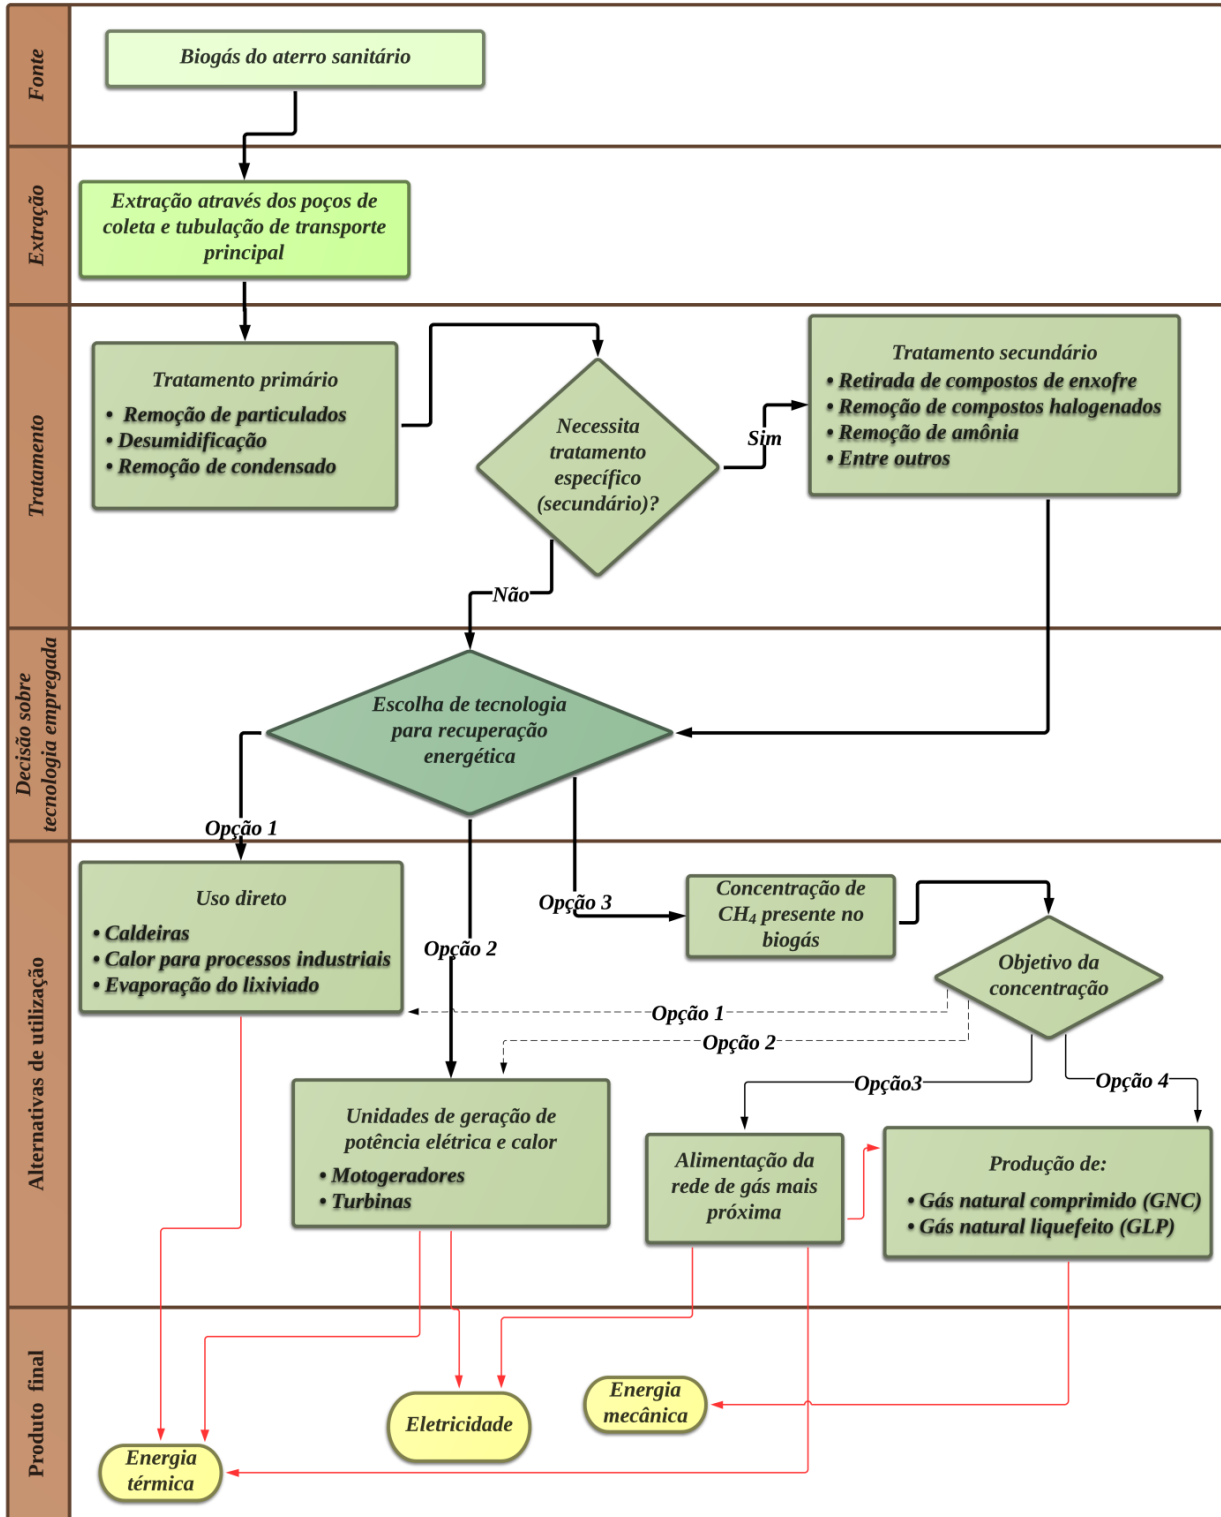 Fonte
Biogás do aterro sanitário
Extração
Extração através dos poços de
coleta e tubulação de transporte
principal
Tratamento
Tratamento primário
• Remoção de particulados
• Desumidificação
• Remoção de condensado
Necessita
tratamento
específico
(secundário)?
Sim
Tratamento secundário
• Retirada de compostos de enxofre
• Remoção de compostos halogenados
• Remoção de amônia
• Entre outros
Não
Decisão sobre
tecnologia empregada
Escolha de tecnologia
para recuperação
energética
Opção 1
Opção 2
Opção 3
Alternativas de utilização
Uso direto
• Caldeiras
• Calor para processos industriais
• Evaporação do lixiviado
Concentração de
CH₄ presente no
biogás
Objetivo da
concentração
Opção 1
Opção 2
Opção3
Opção 4
Unidades de geração de
potência elétrica e calor
• Motogeradores
• Turbinas
Alimentação da
rede de gás mais
próxima
Produção de:
• Gás natural comprimido (GNC)
• Gás natural liquefeito (GLP)
Produto final
Energia
térmica
Eletricidade
Energia
mecânica